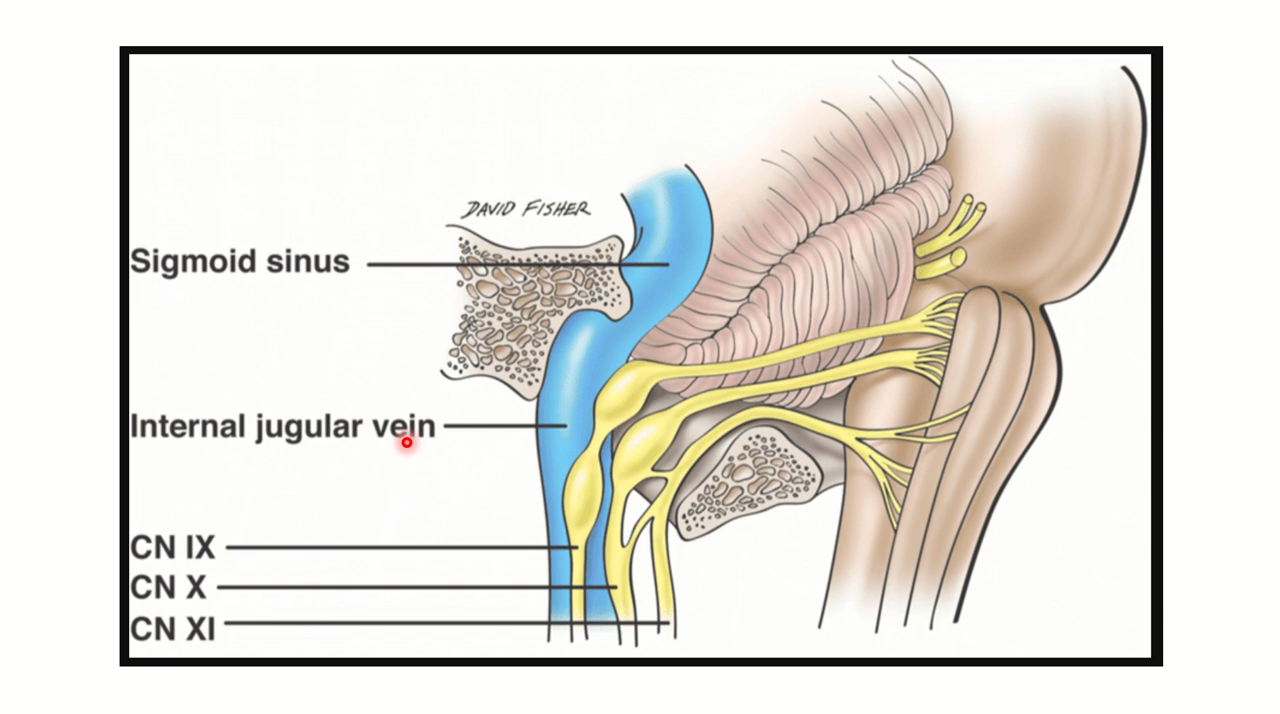 DAVID FISHER
Sigmoid sinus
Internal jugular vein
CN IX
CN X
CN XI